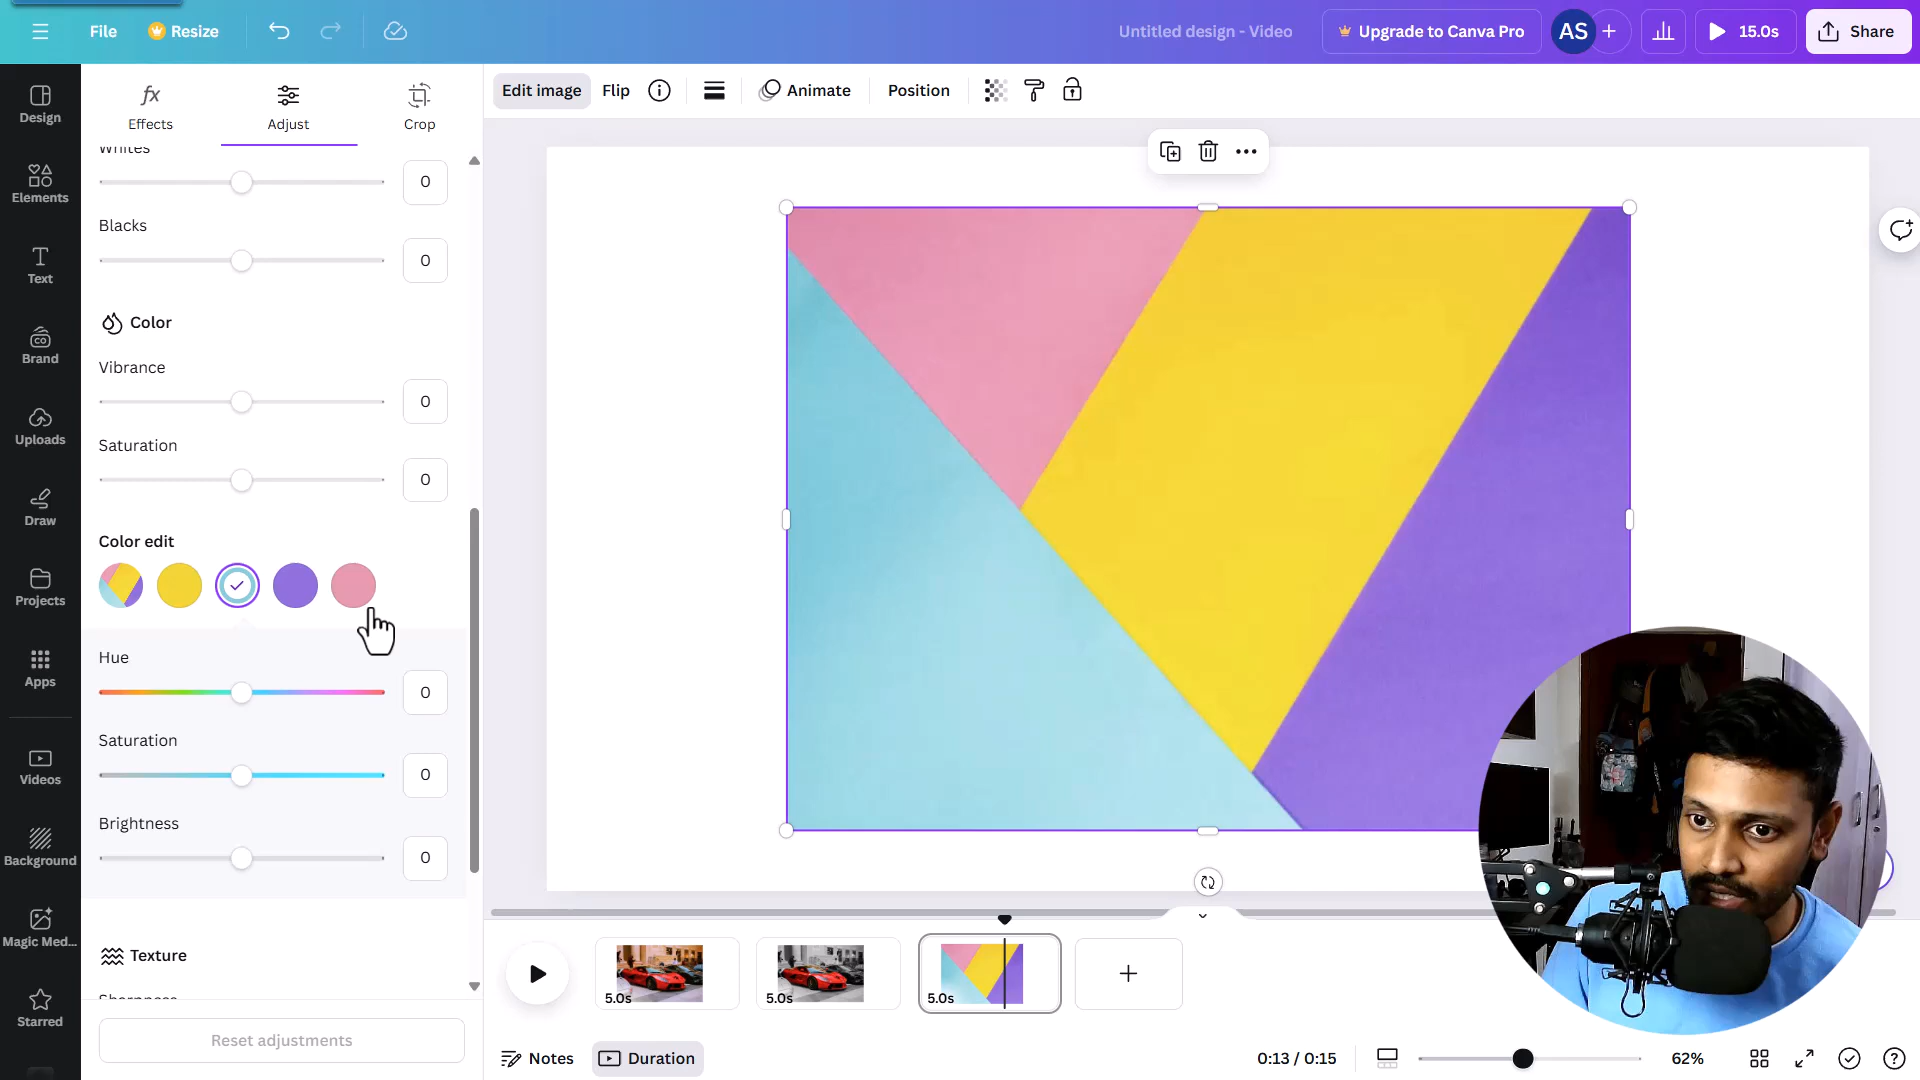 File
Resize
Untitled design - Video
Upgrade to Canva Pro
AS
15.0s
Share
Design
Elements
Text
Brand
Uploads
Draw
Projects
Apps
Videos
Background
Magic Med...
Starred
fx
Effects
Adjust
Crop
Whites
0
Blacks
0
Color
Vibrance
0
Saturation
0
Color edit
Hue
0
Saturation
0
Brightness
0
Texture
Sharpness
Reset adjustments
Edit image
Flip
Animate
Position
5.0s
5.0s
5.0s
Notes
Duration
0:13 / 0:15
62%